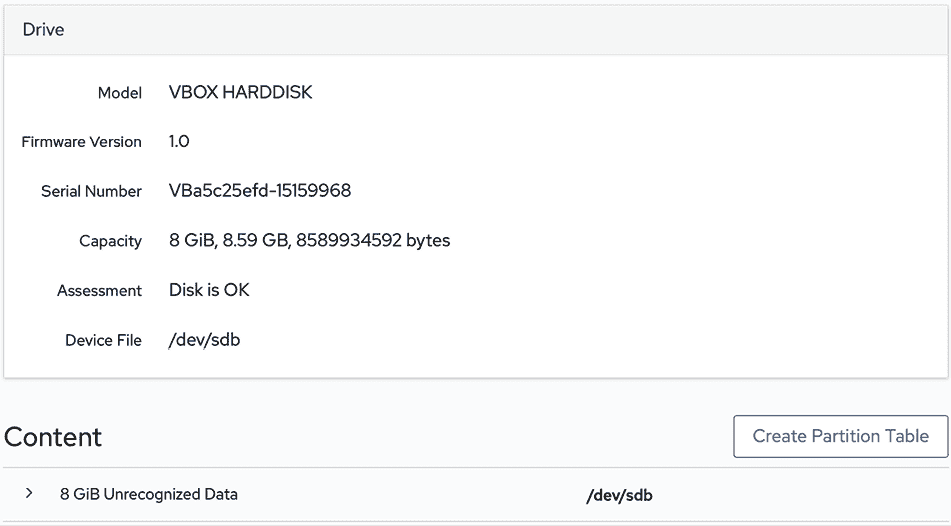 Drive
Model VBOX HARDDISK
Firmware Version 1.0
Serial Number VBa5c25efd-15159968
Capacity 8 GiB, 8.59 GB, 8589934592 bytes
Assessment Disk is OK
Device File /dev/sdb
Content Create Partition Table
8 GiB Unrecognized Data /dev/sdb